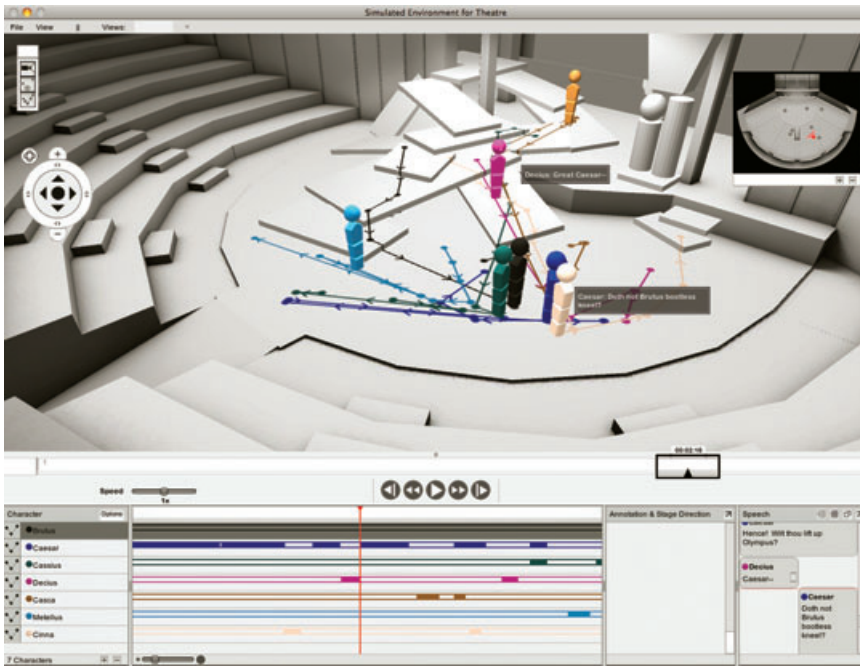 Simulated Environment for Theatre
File View Views:
Decius: Great Caesar--
Caesar: Doth not Brutus bootless
kneel?
00:02:16
Speed
1x
Character Options
Brutus
Caesar
Cassius
Decius
Casca
Metellus
Cinna
7 Characters
Annotation & Stage Direction
Speech
Caesar
Hence! Wilt thou lift up
Olympus?
Decius
Caesar--
Caesar
Doth not
Brutus
bootless
kneel?